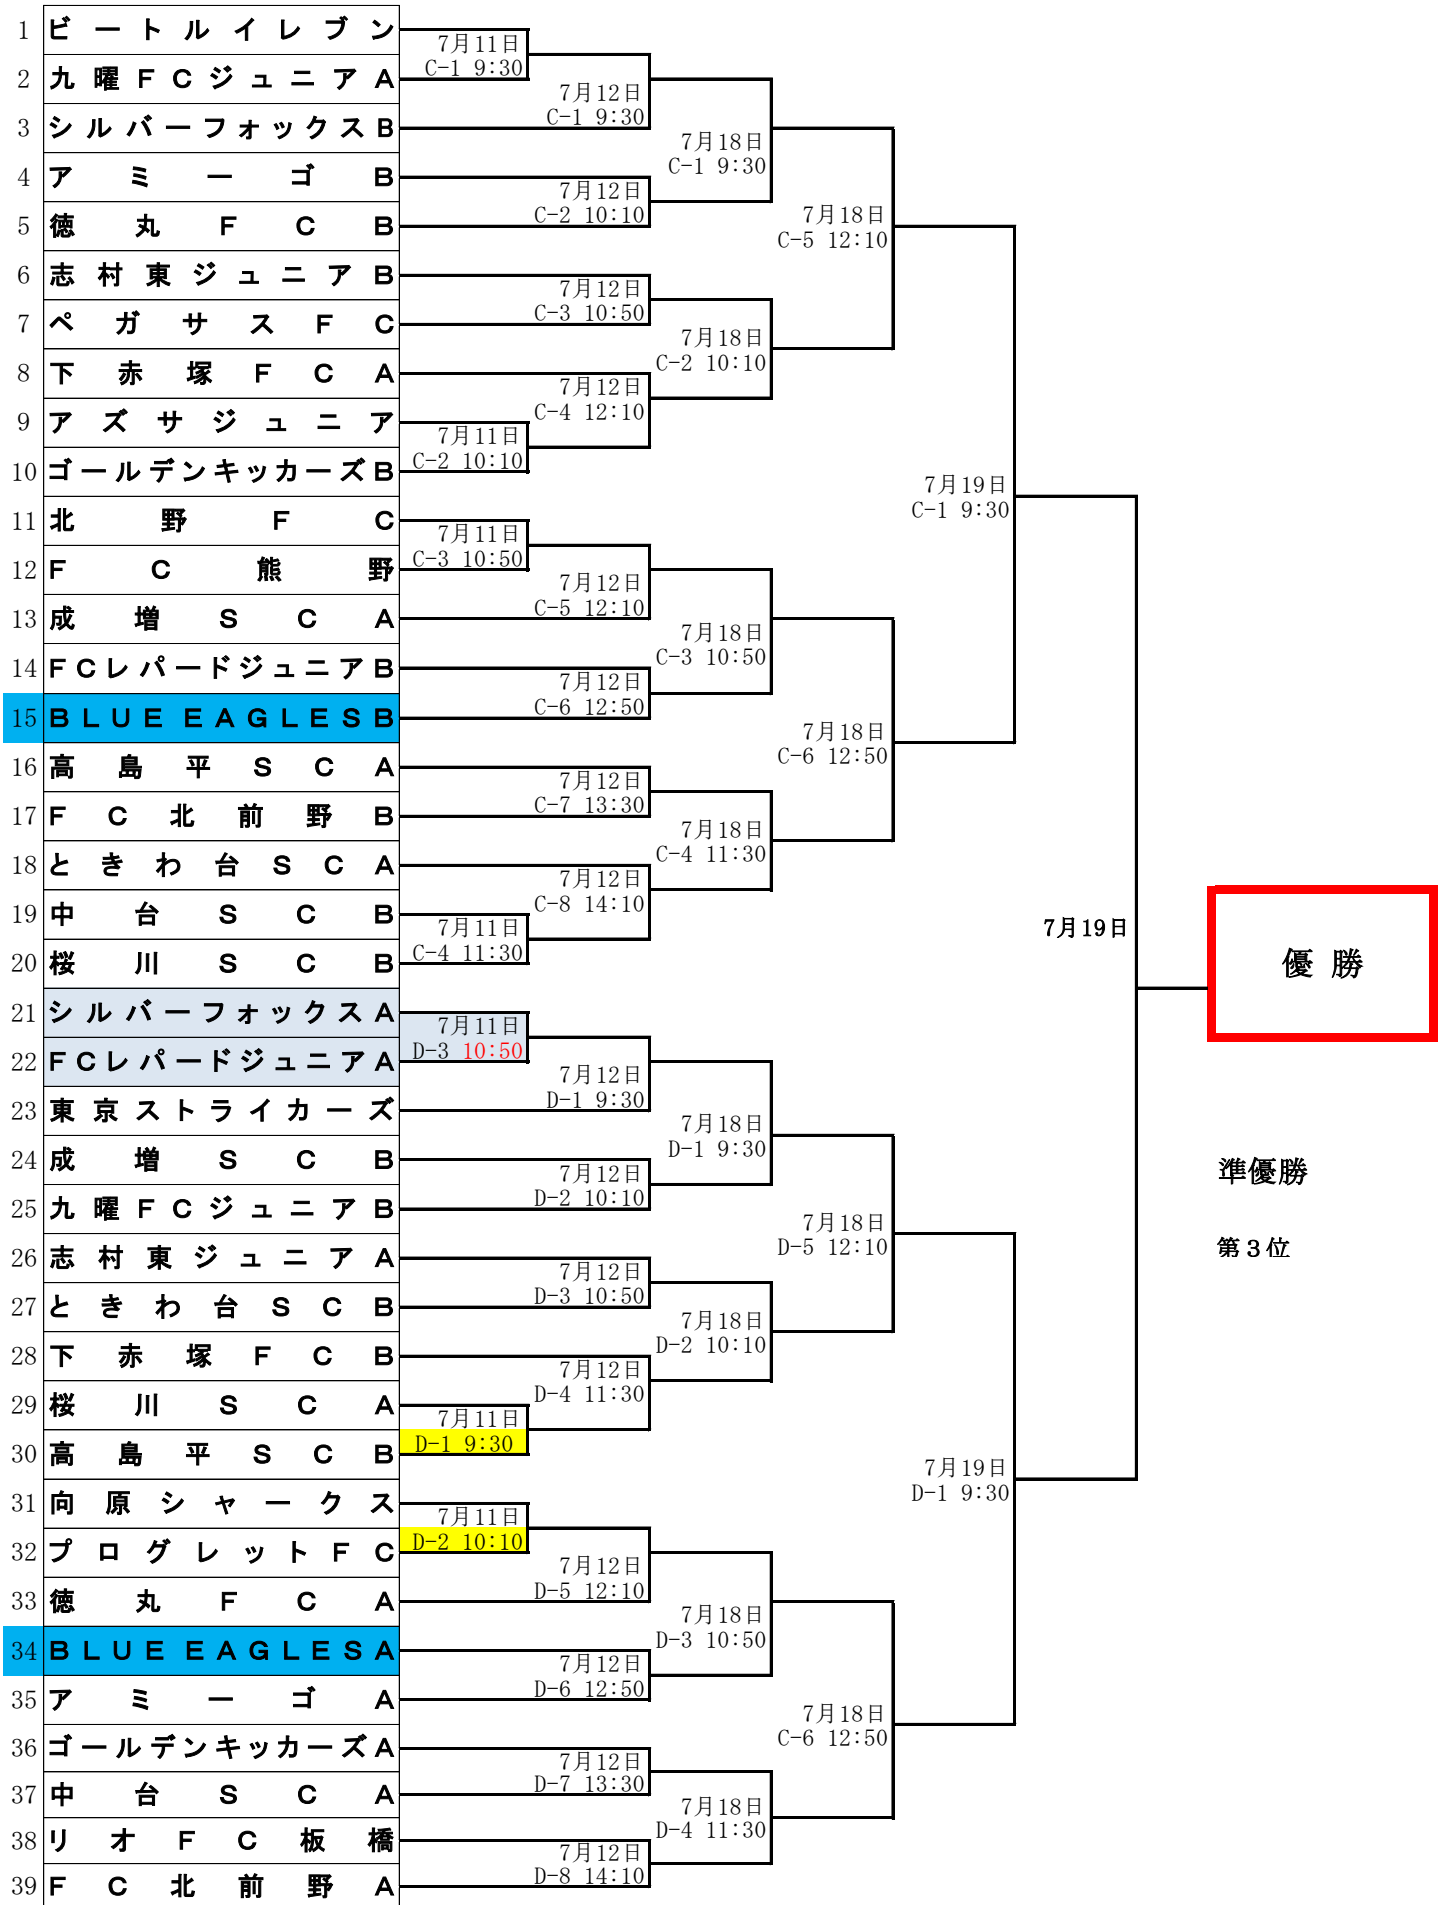 1 ビートルイレブン
7月11日
C-1 9:30
2 九曜FCジュニアA
7月12日
C-1 9:30
3 シルバーフォックスB
7月18日
C-1 9:30
4 アミーゴB
7月12日
C-2 10:10
5 徳丸FCB
7月18日
C-5 12:10
6 志村東ジュニアB
7月12日
C-3 10:50
7 ペガサスFC
7月18日
C-2 10:10
8 下赤塚FCA
7月12日
C-4 12:10
9 アズサジュニア
7月11日
C-2 10:10
10 ゴールデンキッカーズB
7月19日
C-1 9:30
11 北野FC
7月11日
C-3 10:50
12 FC熊野
7月12日
C-5 12:10
13 成増SCA
7月18日
C-3 10:50
14 FCレパードジュニアB
7月12日
C-6 12:50
15 BLUE EAGLES B
7月18日
C-6 12:50
16 高島平SCA
7月12日
C-7 13:30
17 FC北前野B
7月18日
C-4 11:30
18 ときわ台SCA
7月12日
C-8 14:10
19 中台SCB
7月11日
C-4 11:30
7月19日
優勝
20 桜川SCB
21 シルバーフォックスA
7月11日
D-3 10:50
22 FCレパードジュニアA
7月12日
D-1 9:30
23 東京ストライカーズ
7月18日
D-1 9:30
24 成増SCB
7月12日
D-2 10:10
準優勝
25 九曜FCジュニアB
7月18日
D-5 12:10
第3位
26 志村東ジュニアA
7月12日
D-3 10:50
27 ときわ台SCB
7月18日
D-2 10:10
28 下赤塚FCB
7月12日
D-4 11:30
29 桜川SCA
7月11日
D-1 9:30
30 高島平SCB
7月19日
D-1 9:30
31 向原シャークス
7月11日
D-2 10:10
32 プログレットFC
7月12日
D-5 12:10
33 徳丸FCA
7月18日
D-3 10:50
34 BLUE EAGLES A
7月12日
D-6 12:50
35 アミーゴA
7月18日
C-6 12:50
36 ゴールデンキッカーズA
7月12日
D-7 13:30
37 中台SCA
7月18日
D-4 11:30
38 リオFC板橋
7月12日
D-8 14:10
39 FC北前野A